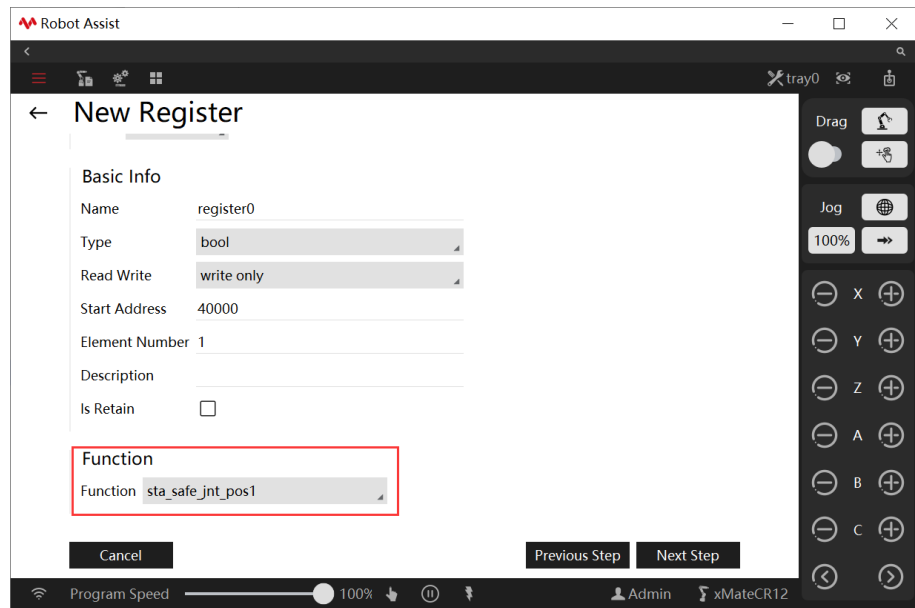 Robot Assist
tray0
New Register
Drag
Basic Info
Name register0
Jog
Type bool
100%
Read Write write only
Start Address 40000
X
Element Number 1
Y
Description
Z
Is Retain
A
Function
Function sta_safe_jnt_pos1
B
C
Cancel Previous Step Next Step
Program Speed 100% Admin xMateCR12